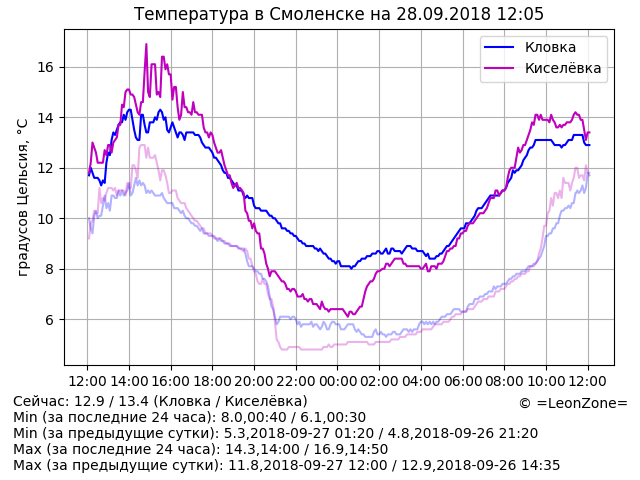 Температура в Смоленске на 28.09.2018 12:05
Кловка
Киселёвка
градусов Цельсия, °C
16
14
12
10
8
6
12:00 14:00 16:00 18:00 20:00 22:00 00:00 02:00 04:00 06:00 08:00 10:00 12:00
Сейчас: 12.9 / 13.4 (Кловка / Киселёвка)
© =LeonZone=
Min (за последние 24 часа): 8.0,00:40 / 6.1,00:30
Min (за предыдущие сутки): 5.3,2018-09-27 01:20 / 4.8,2018-09-26 21:20
Max (за последние 24 часа): 14.3,14:00 / 16.9,14:50
Max (за предыдущие сутки): 11.8,2018-09-27 12:00 / 12.9,2018-09-26 14:35